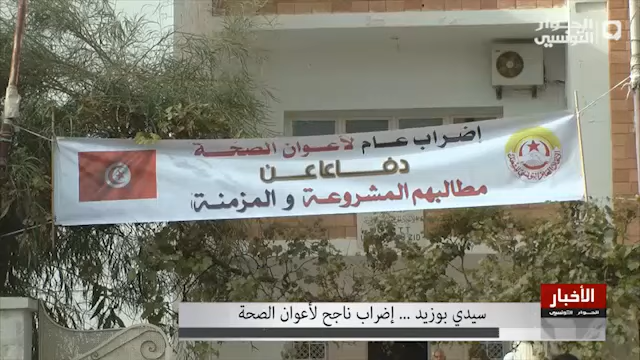 الحوار
التونسي
إضراب عام لأعوان الصحة
دفاعا عن
مطالبهم المشروعة و المزمنة
الأخبار
الحوار التونسي
سيدي بوزيد ... إضراب ناجح لأعوان الصحة